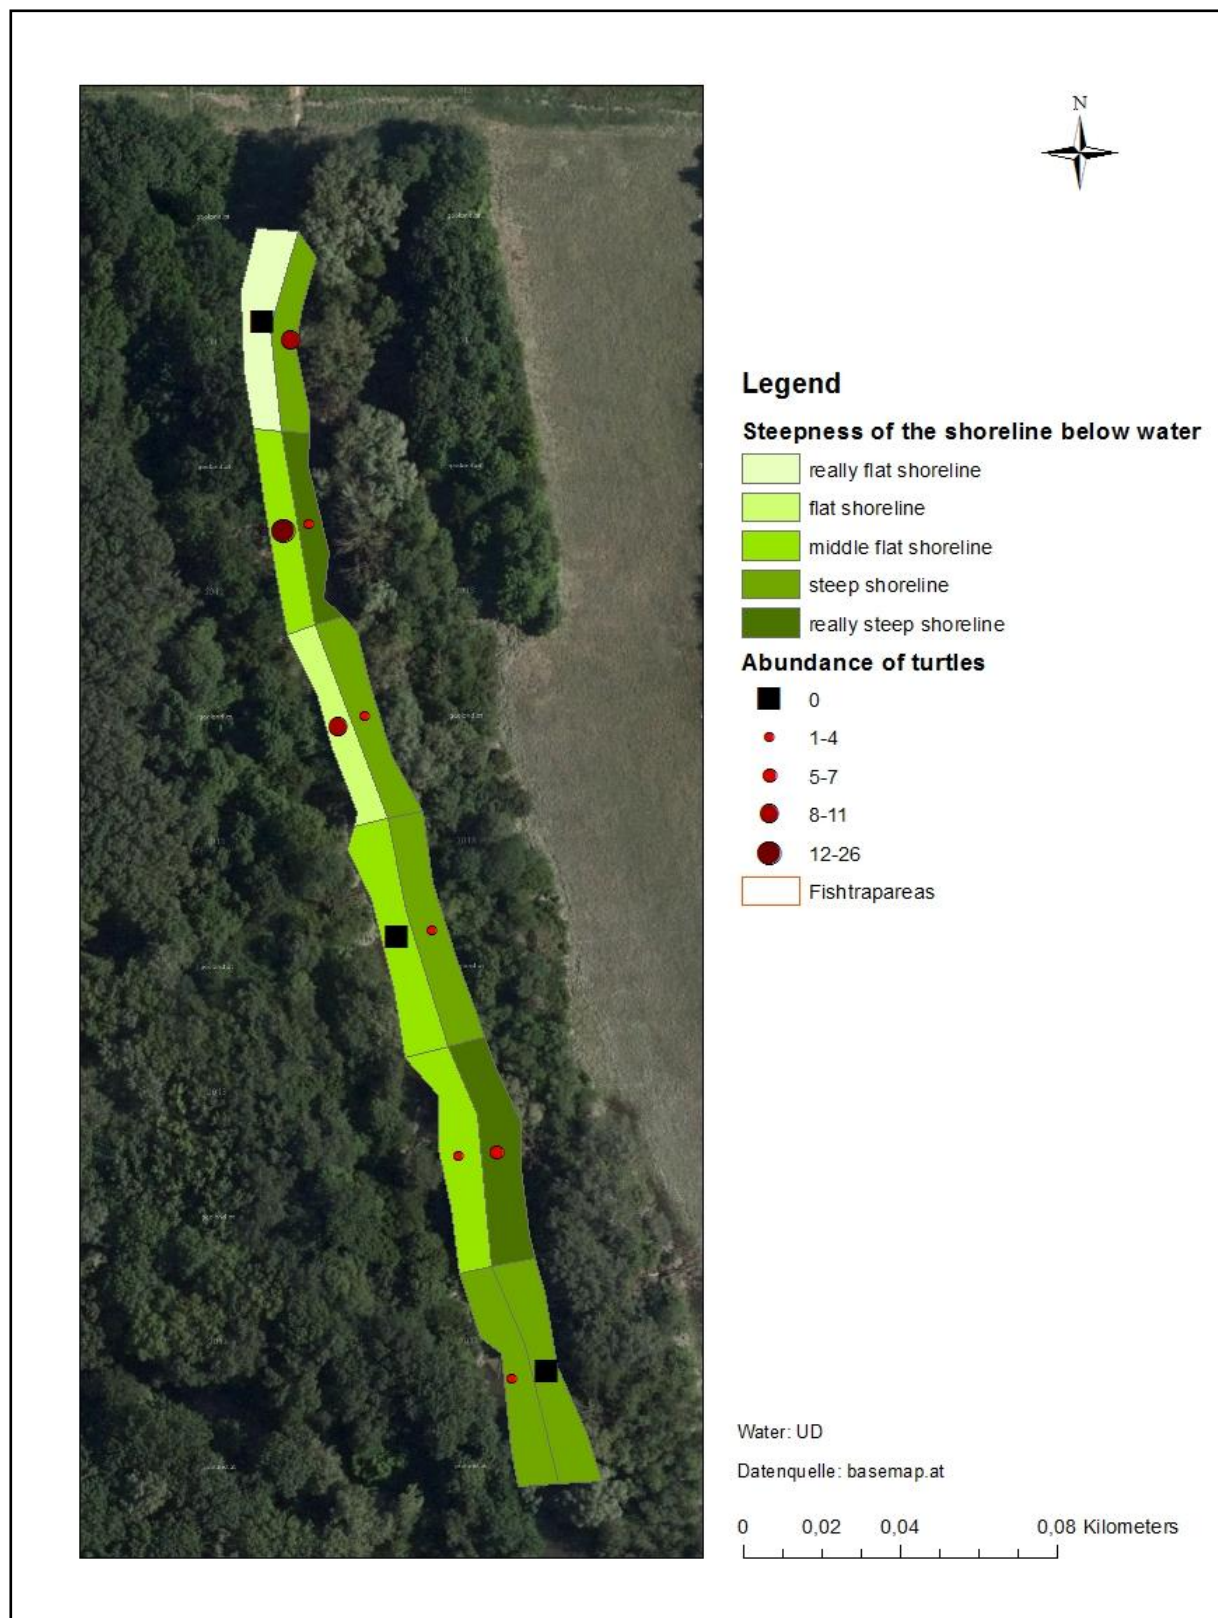 N
Legend
Steepness of the shoreline below water
really flat shoreline
flat shoreline
middle flat shoreline
steep shoreline
really steep shoreline
Abundance of turtles
0
1-4
5-7
8-11
12-26
Fishtrapareas
Water: UD
Datenquelle: basemap.at
0 0,02 0,04 0,08 Kilometers